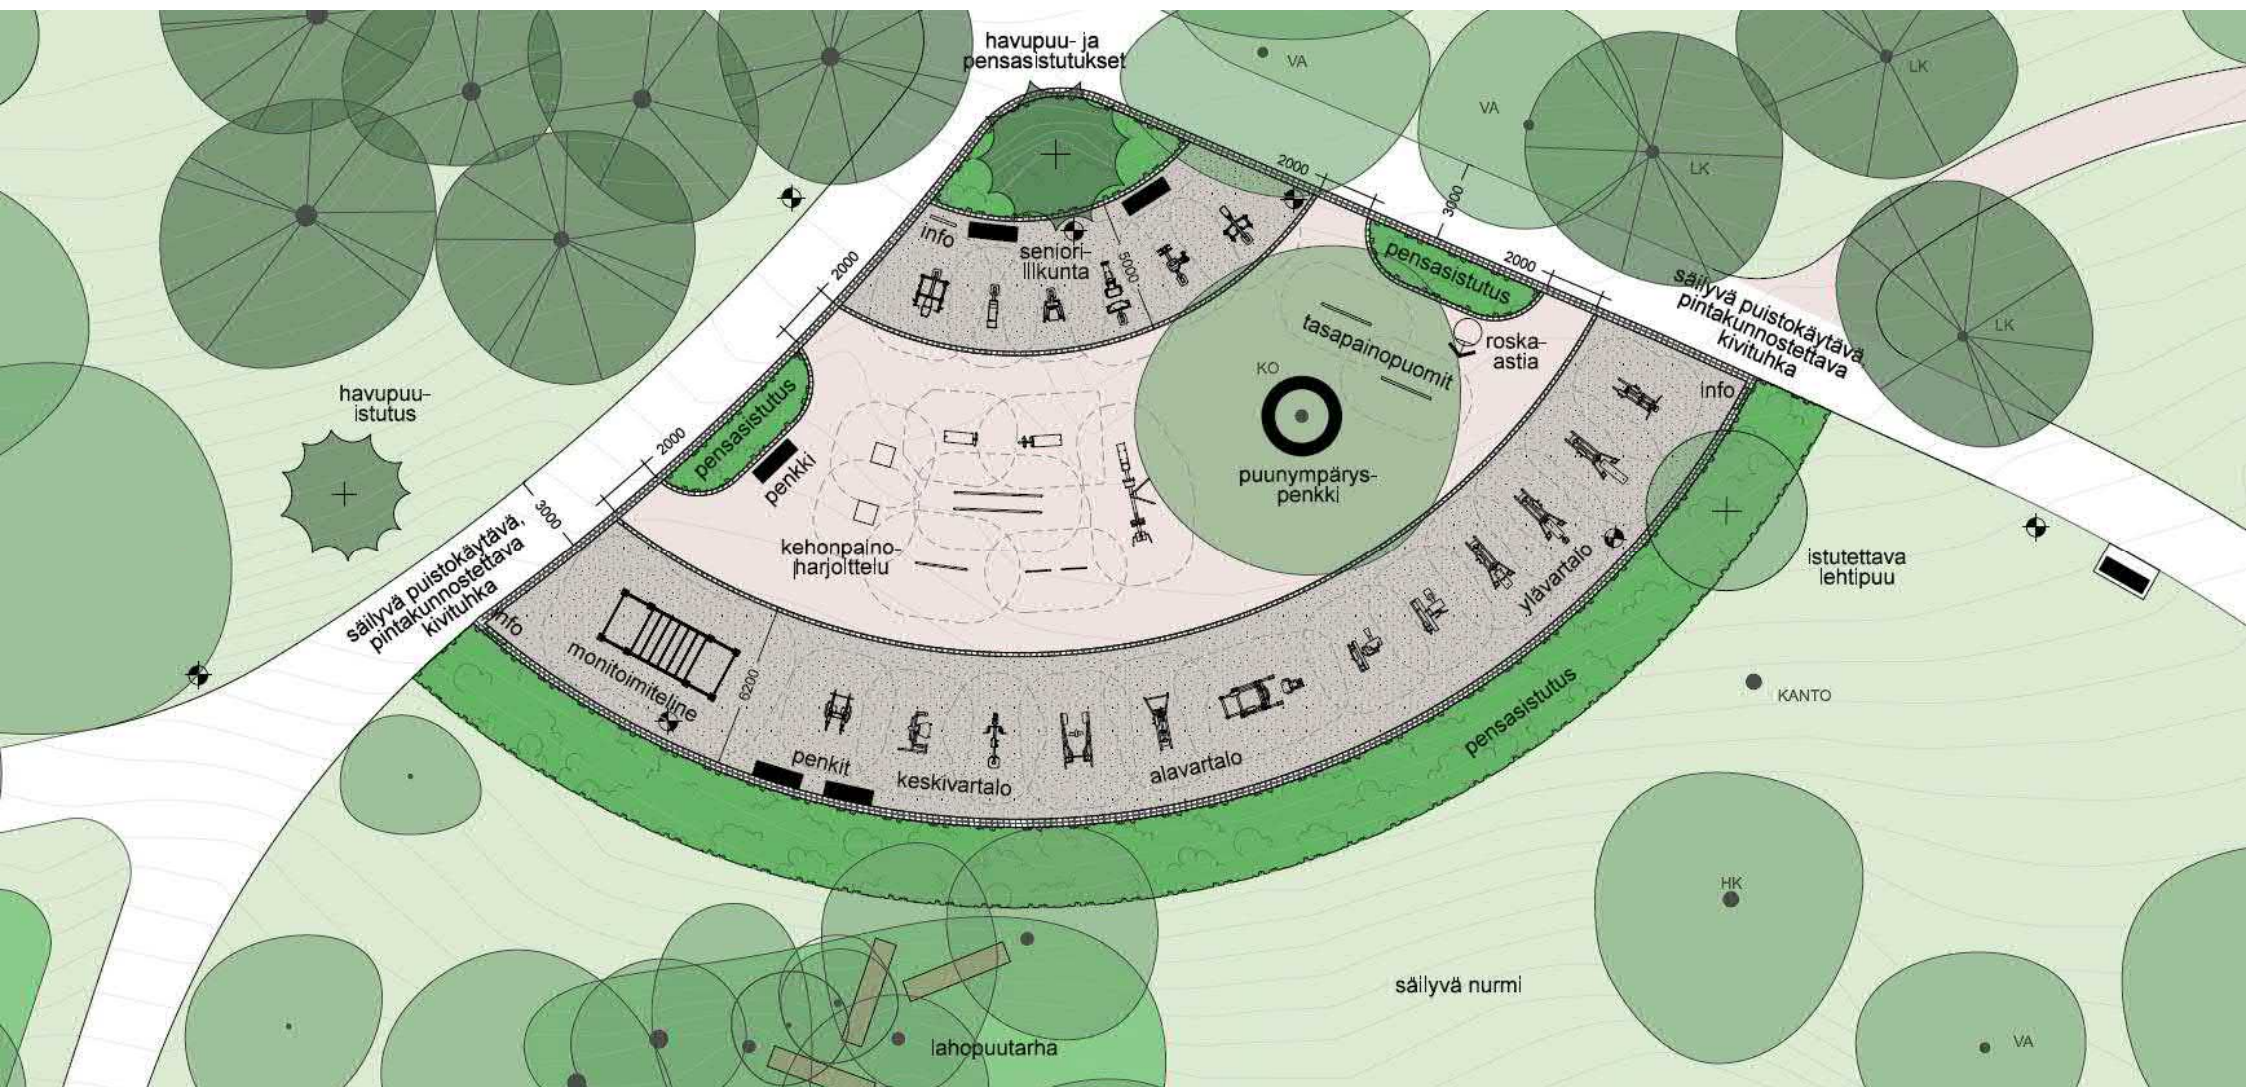 havupuu- ja
pensasistutukset
VA
LK
VA
LK
2000
3000
info
seniori-
liikunta
5000
2000
pensasistutus
2000
säilyvä puistokäytävä,
pintakunnostettava
kivituhka
LK
tasapainopuomit
roska-
astia
KO
info
havupuu-
istutus
pensasistutus
2000
penkki
puunympärys-
penkki
3000
säilyvä puistokäytävä,
pintakunnostettava
kivituhka
kehonpaino-
harjoittelu
ylävartalo
istutettava
lehtipuu
info
monitoimiteline
6200
KANTO
pensasistutus
penkit
keskivartalo
alavartalo
HK
säilyvä nurmi
lahopuutarha
VA